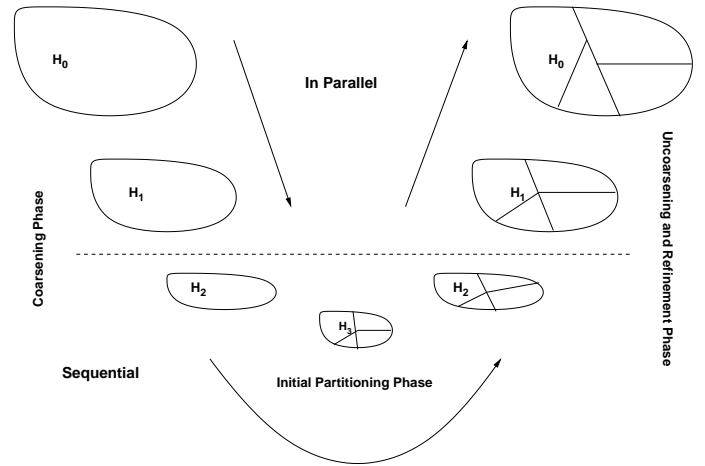 H0
H0
In Parallel
H1
H1
Coarsening Phase
Uncoarsening and Refinement Phase
H2
H2
H3
Sequential
Initial Partitioning Phase